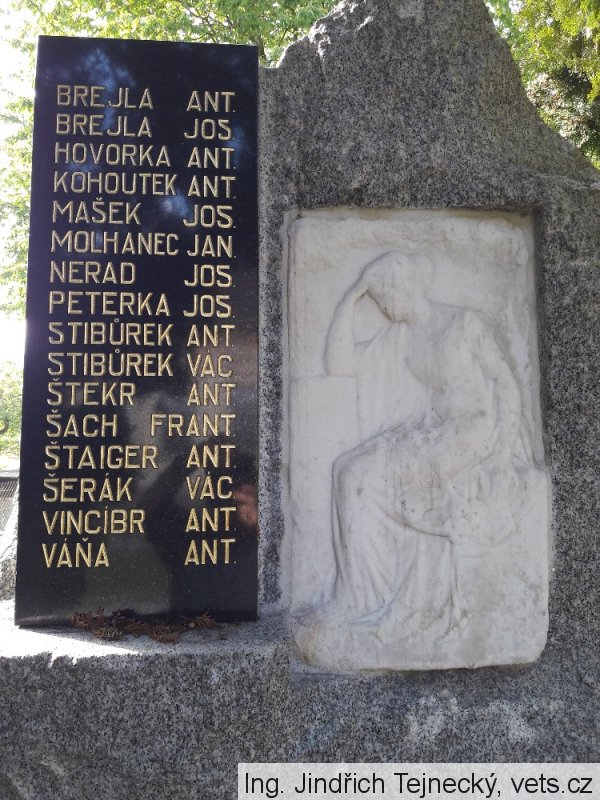 BREJLA ANT.
BREJLA JOS.
HOVORKA ANT.
KOHOUTEK ANT.
MAŠEK JOS.
MOLHANEC JAN.
NERAD JOS.
PETERKA JOS.
STIBŮREK ANT.
STIBŮREK VÁC.
ŠTEKR ANT.
ŠACH FRANT.
ŠTAIGER ANT.
ŠERÁK VÁC.
VINCÍBR ANT.
VÁŇA ANT.
Ing. Jindřich Tejnecký, vets.cz